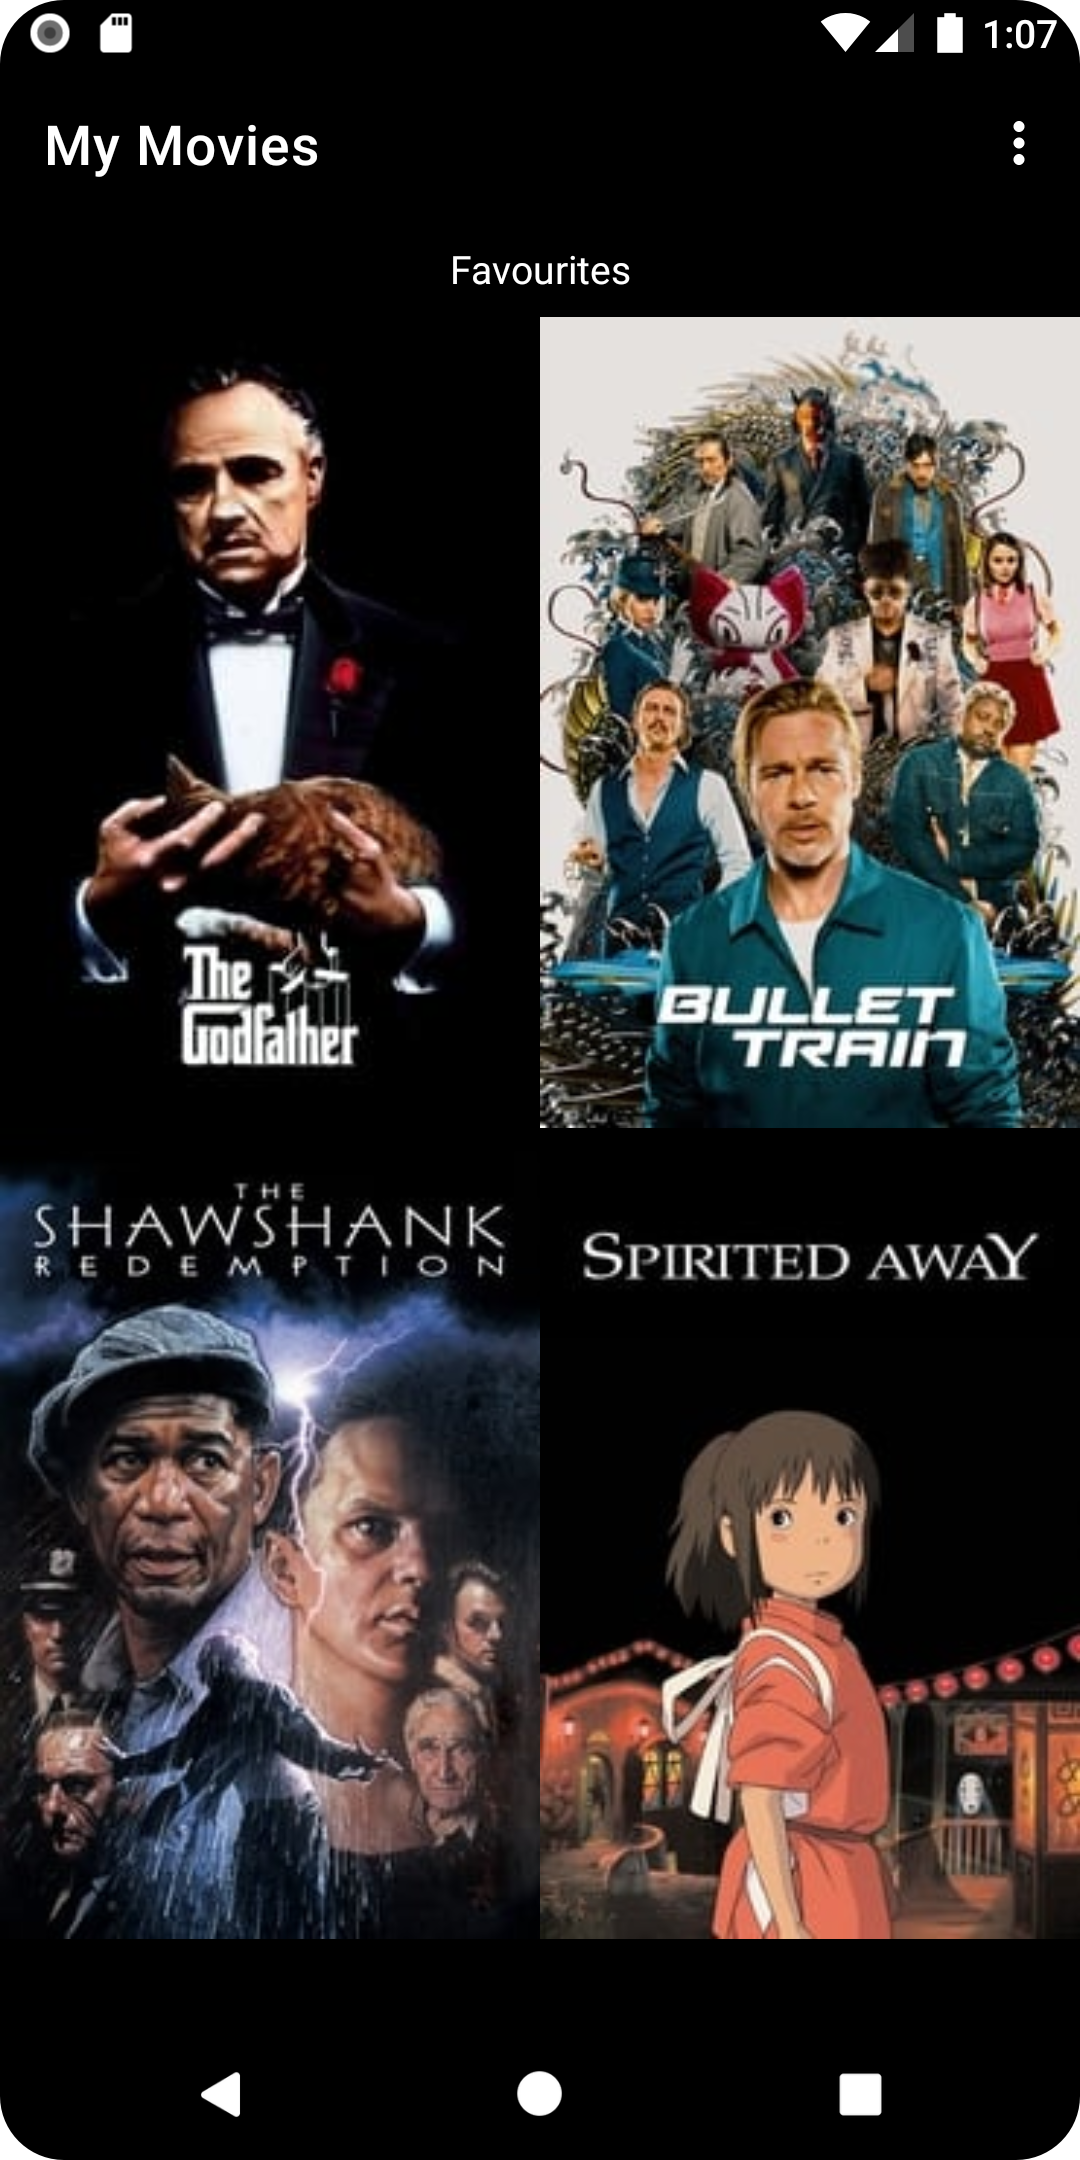 1:07
My Movies
Favourites
The
Godfather
BULLET
TRAIN
THE
SHAWSHANK
REDEMPTION
SPIRITED AWAY